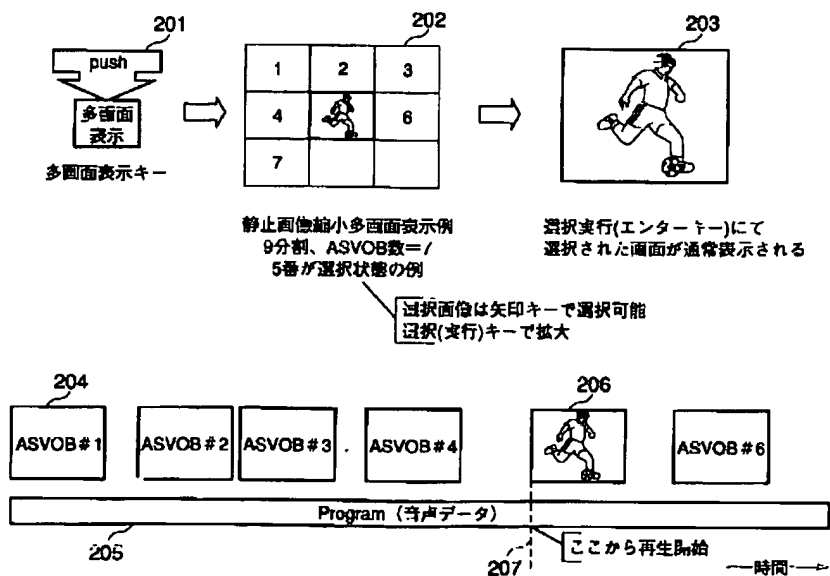 201
push
多画面
表示
多画面表示キー
202
1 2 3
4 6
7
静止画像縮小多画面表示例
9分割、ASVOB数=7
5番が選択状態の例
203
選択実行(エンターキー)にて
選択された画面が通常表示される
選択画像は矢印キーで選択可能
選択(実行)キーで拡大
204
206
ASVOB#1 ASVOB#2 ASVOB#3 ASVOB#4 ASVOB#6
Program (音声データ)
205
207
ここから再生開始
時間